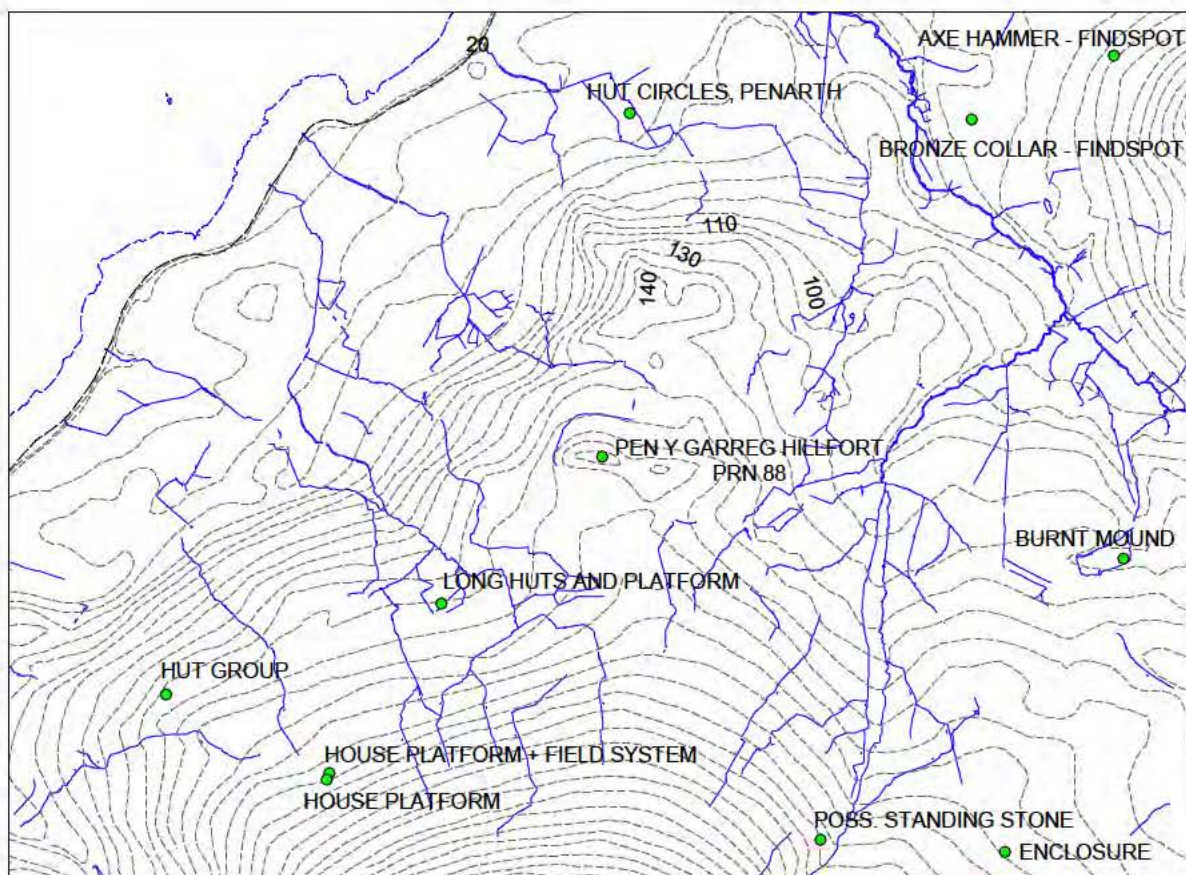 AXE HAMMER - FINDSPOT
20
HUT CIRCLES, PENARTH
BRONZE COLLAR - FINDSPOT
110
130
140
100
PEN Y GARREG HILLFORT
PRN 88
BURNT MOUND
LONG HUTS AND PLATFORM
HUT GROUP
HOUSE PLATFORM + FIELD SYSTEM
HOUSE PLATFORM
POSS. STANDING STONE
ENCLOSURE